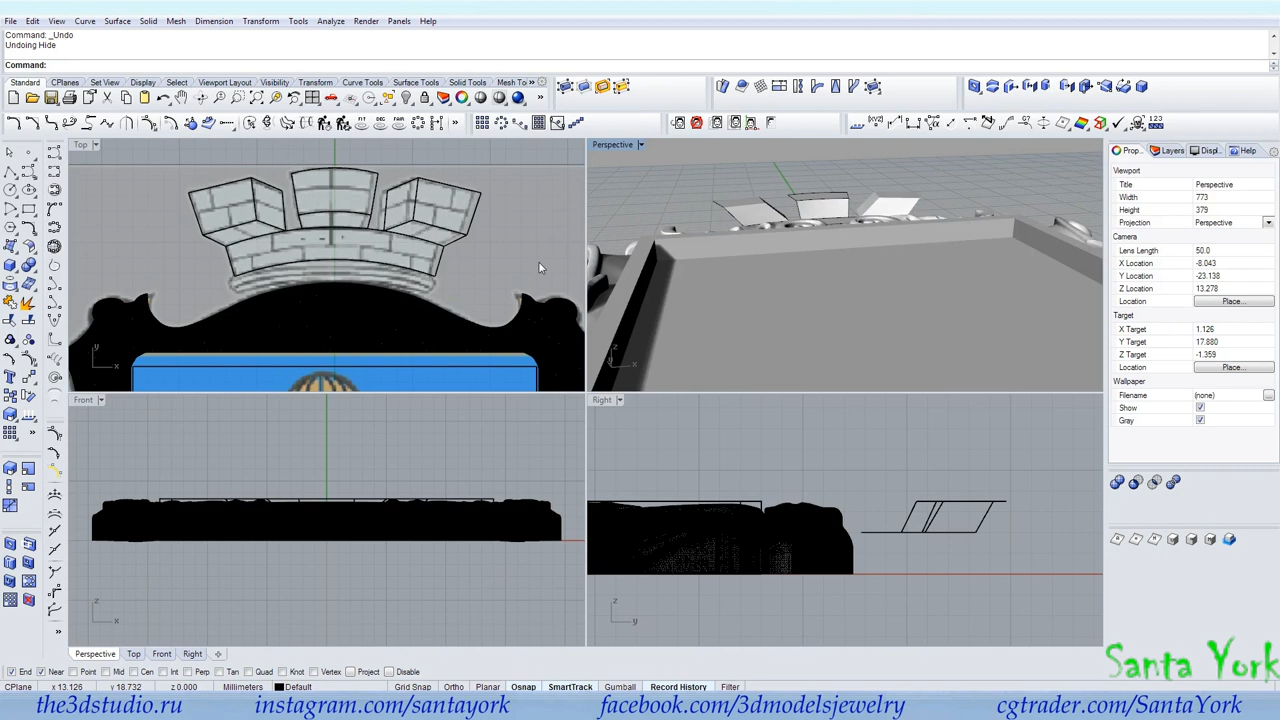 File Edit View Curve Surface Solid Mesh Dimension Transform Tools Analyze Render Panels Help
Command: _Undo
Undoing Hide
Command:
Standard CPlanes Set View Display Select Viewport Layout Visibility Transform Curve Tools Surface Tools Solid Tools Mesh To
Top
Perspective
Front
Right
y x
z x
z y
Prop... Layers Displ... Help
Viewport
Title Perspective
Width 773
Height 379
Projection Perspective
Camera
Lens Length 50.0
X Location -8.043
Y Location -23.138
Z Location 13.278
Location Place...
Target
X Target 1.126
Y Target 17.880
Z Target -1.359
Location Place...
Wallpaper
Filename (none) ...
Show
Gray
Perspective Top Front Right
End Near Point Mid Cen Int Perp Tan Quad Knot Vertex Project Disable
CPlane x 13.126 y 18.732 z 0.000 Millimeters Default Grid Snap Ortho Planar Osnap SmartTrack Gumball Record History Filter
Santa York
the3dstudio.ru instagram.com/santayork facebook.com/3dmodelsjewelry cgtrader.com/SantaYork